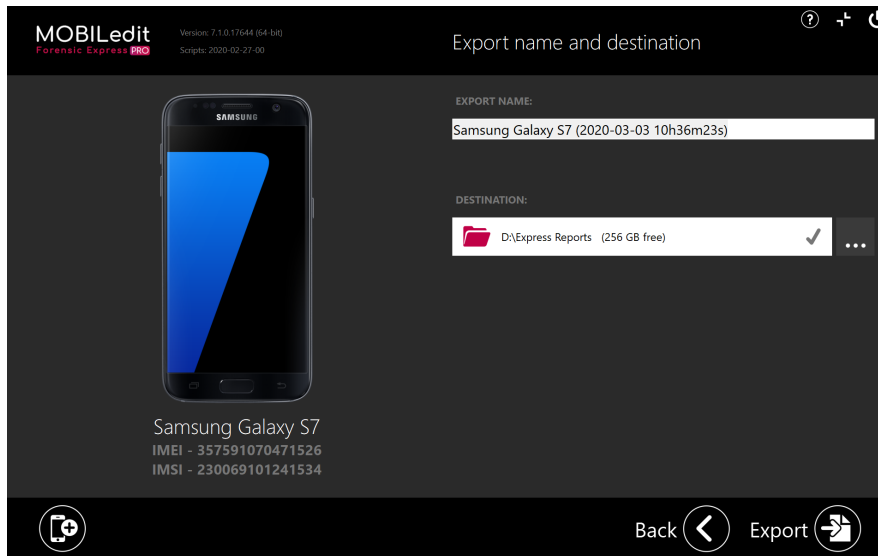 MOBILedit
Forensic Express PRO
Version: 7.1.0.17644 (64-bit)
Scripts: 2020-02-27-00
Export name and destination
?
SAMSUNG
Samsung Galaxy S7
IMEI - 357591070471526
IMSI - 230069101241534
EXPORT NAME:
Samsung Galaxy S7 (2020-03-03 10h36m23s)
DESTINATION:
D:\Express Reports (256 GB free)
...
Back
Export